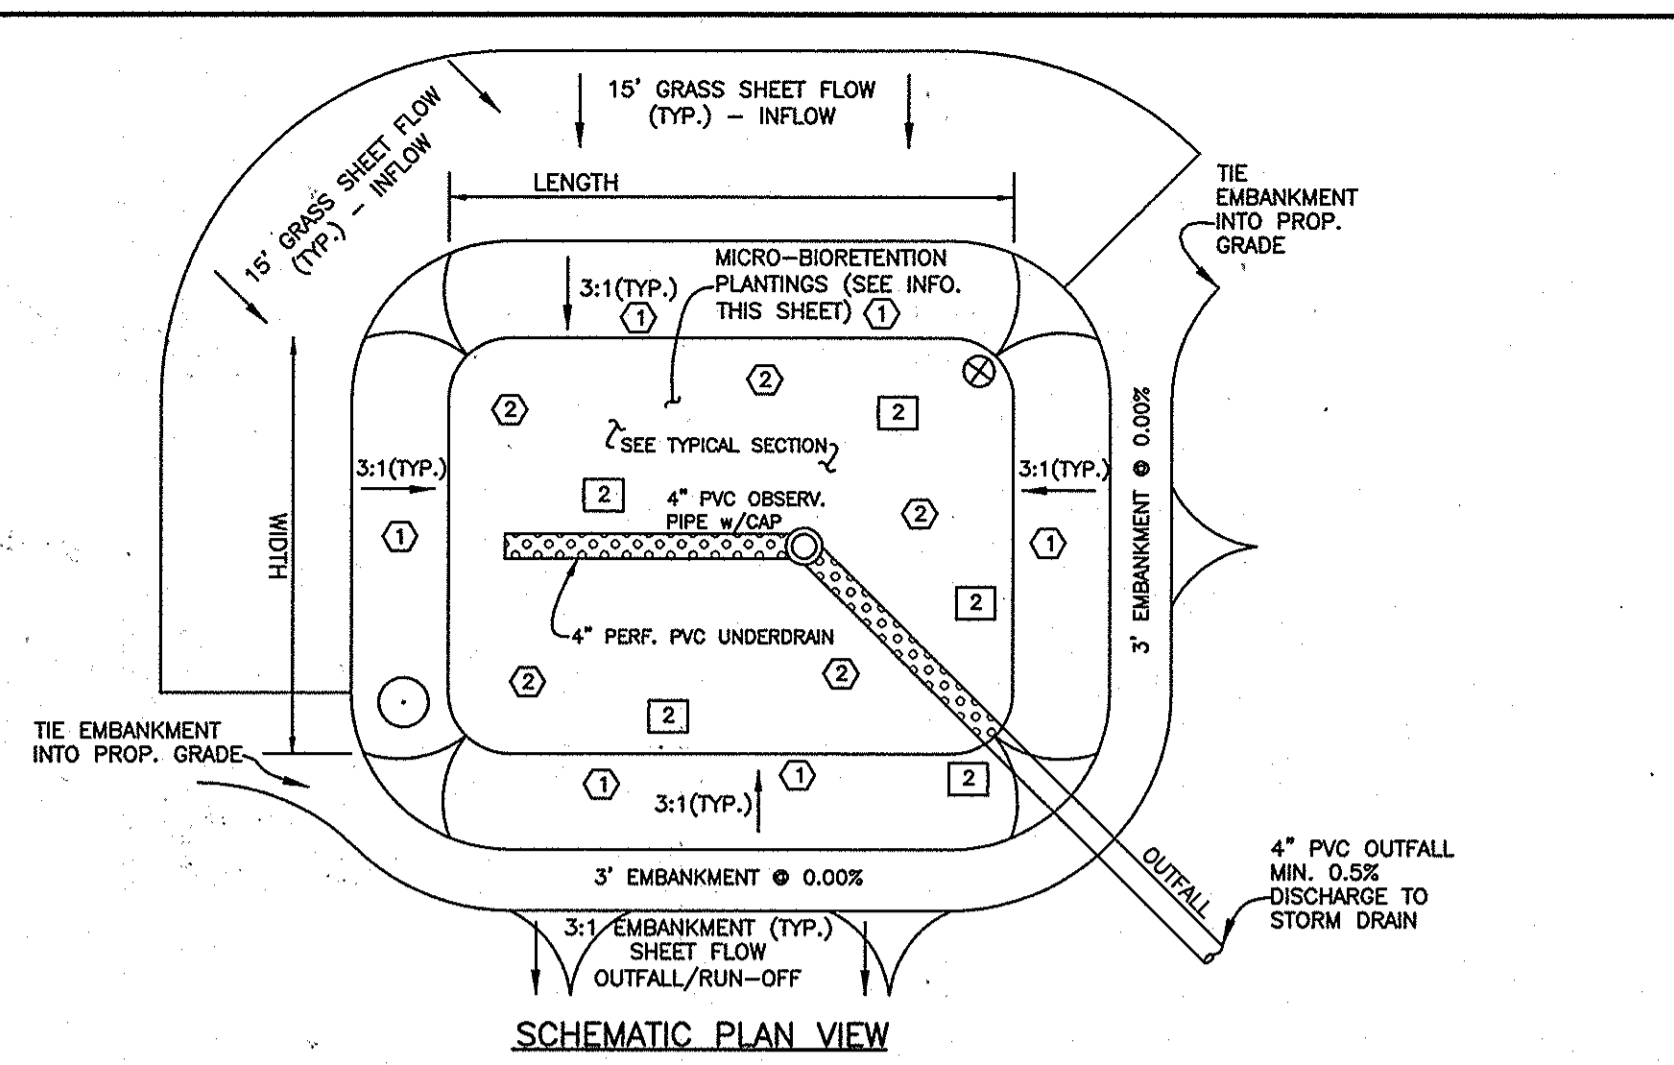 15' GRASS SHEET FLOW
(TYP.) – INFLOW
15' GRASS SHEET FLOW
(TYP.) – INFLOW
TIE
EMBANKMENT
INTO PROP.
GRADE
LENGTH
MICRO–BIORETENTION
PLANTINGS (SEE INFO.
THIS SHEET)
3:1(TYP.)
1
1
2
2
2
SEE TYPICAL SECTION
3:1(TYP.)
3:1(TYP.)
3' EMBANKMENT @ 0.00%
2
4" PVC OBSERV.
PIPE w/CAP
2
WIDTH
1
1
2
4" PERF. PVC UNDERDRAIN
2
2
2
TIE EMBANKMENT
INTO PROP. GRADE
1
1
2
3:1(TYP.)
3' EMBANKMENT @ 0.00%
OUTFALL
4" PVC OUTFALL
MIN. 0.5%
DISCHARGE TO
STORM DRAIN
3:1 EMBANKMENT (TYP.)
SHEET FLOW
OUTFALL/RUN–OFF
SCHEMATIC PLAN VIEW